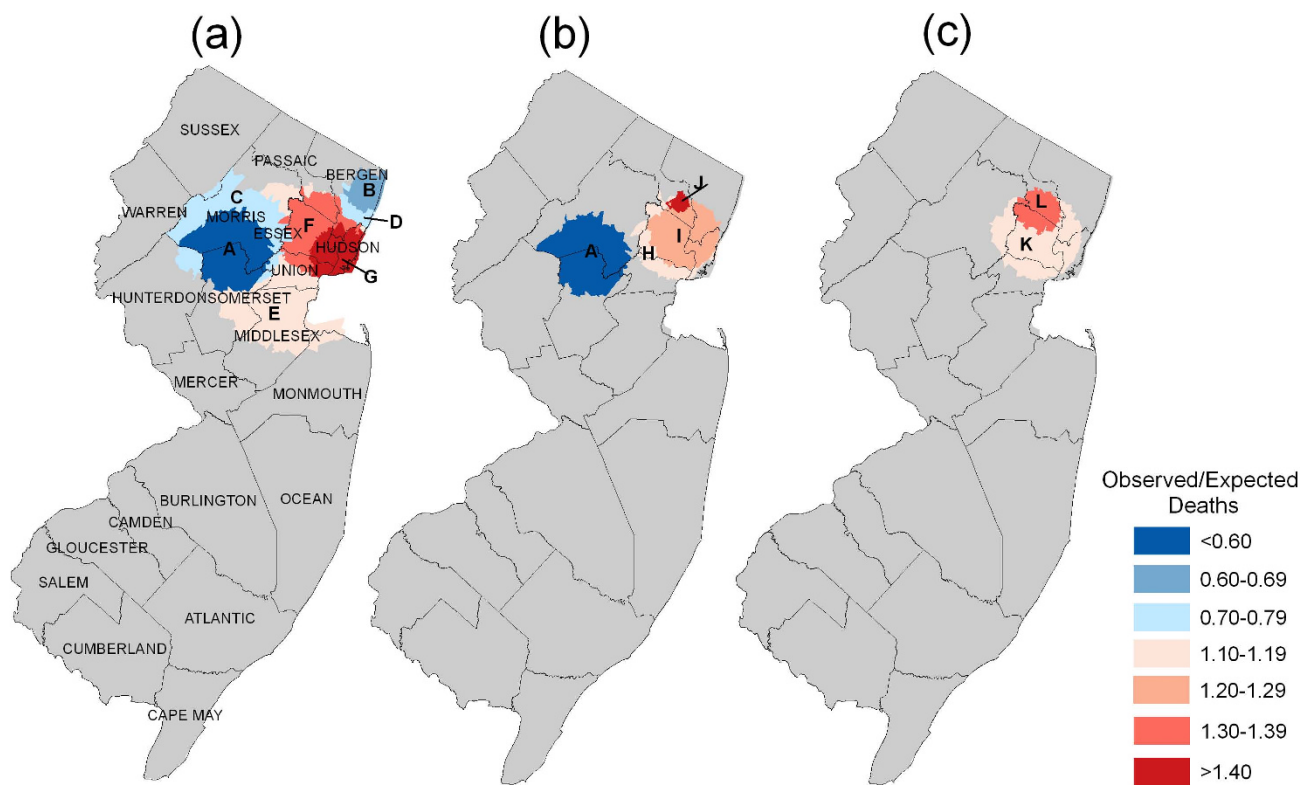 (a)
(b)
(c)
SUSSEX
PASSAIC
BERGEN
B
C
WARREN
MORRIS
F
D
ESSEX
A
HUDSON
UNION
G
HUNTERDON
SOMERSET
E
MIDDLESEX
MERCER
MONMOUTH
BURLINGTON
OCEAN
CAMDEN
GLOUCESTER
SALEM
ATLANTIC
CUMBERLAND
CAPE MAY
J
I
A
H
L
K
Observed/Expected
Deaths
<0.60
0.60-0.69
0.70-0.79
1.10-1.19
1.20-1.29
1.30-1.39
>1.40